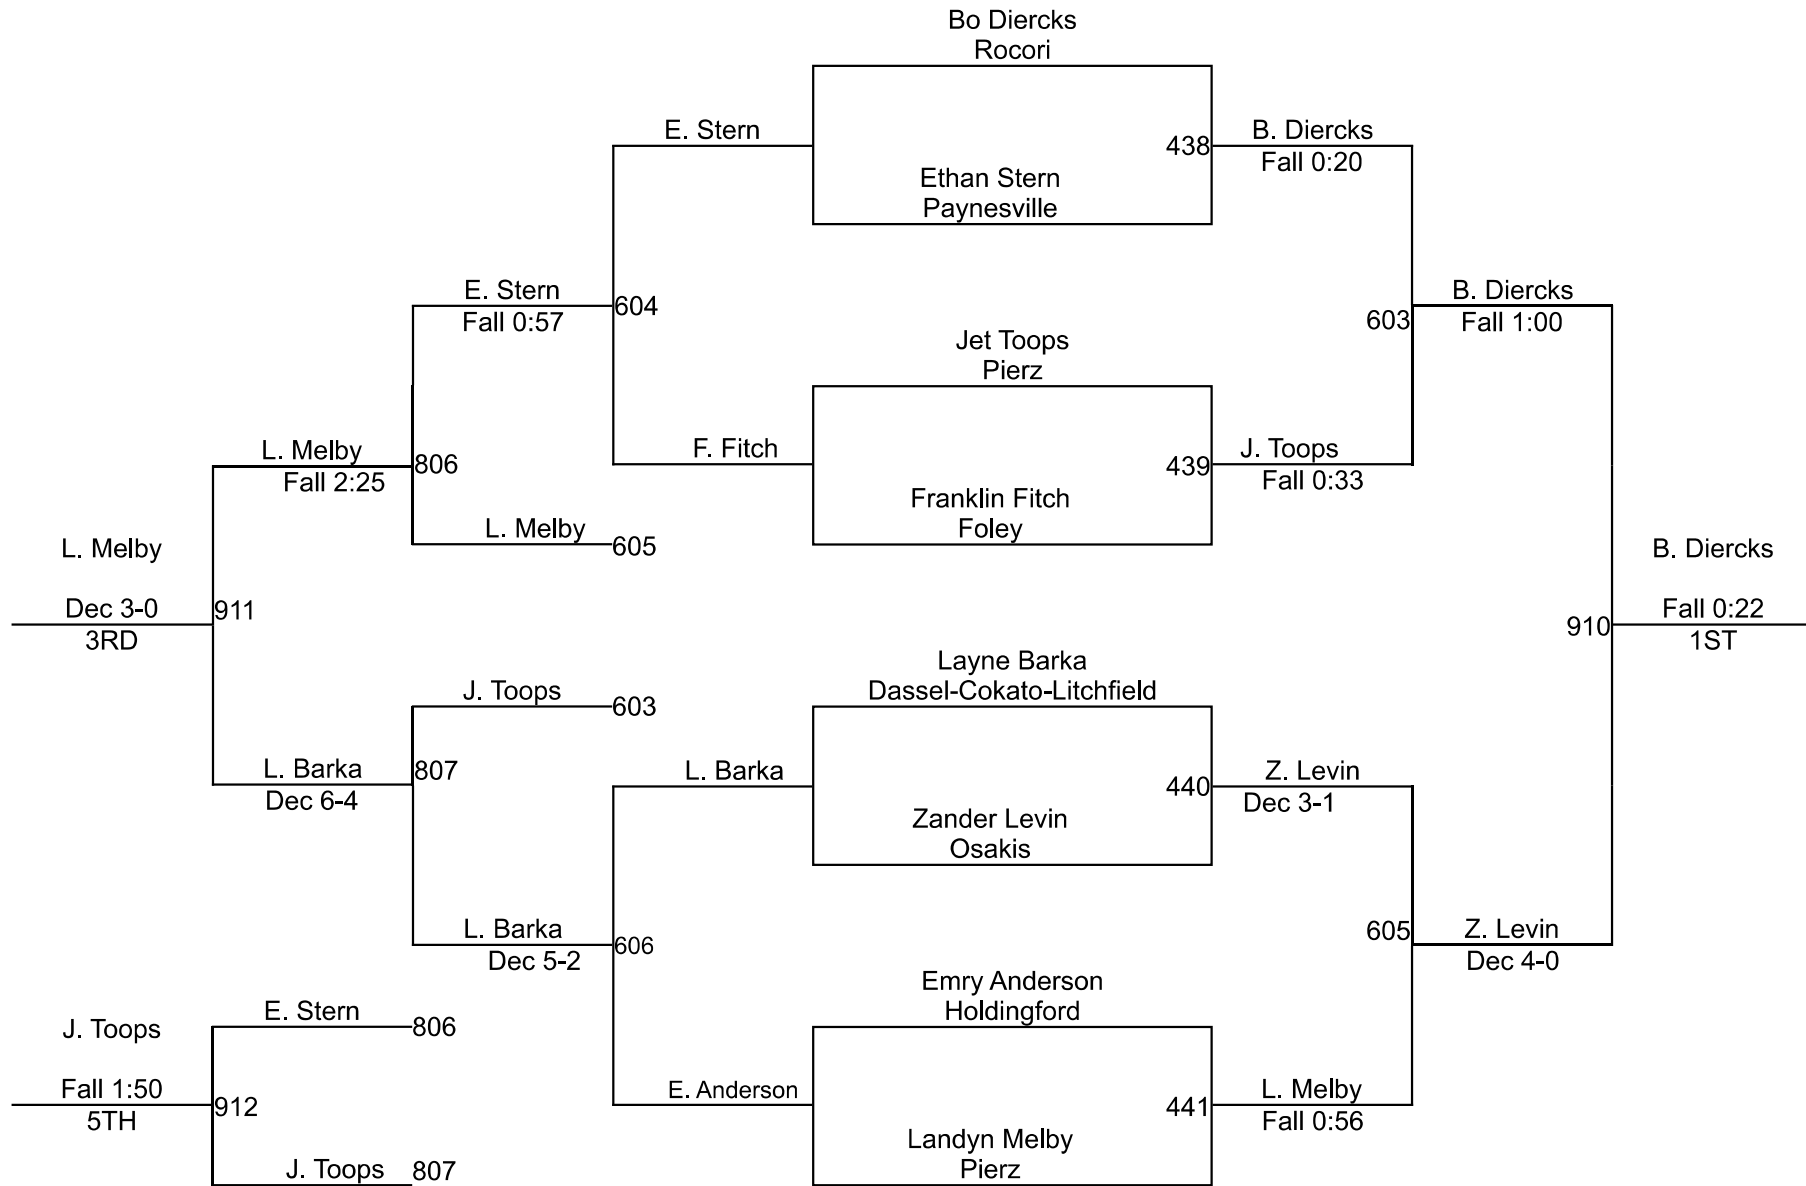 Bo Diercks
Rocori
E. Stern
438
B. Diercks
Fall 0:20
Ethan Stern
Paynesville
E. Stern
Fall 0:57
604
603
B. Diercks
Fall 1:00
Jet Toops
Pierz
L. Melby
Fall 2:25
806
F. Fitch
439
J. Toops
Fall 0:33
Franklin Fitch
Foley
L. Melby
605
L. Melby
Dec 3-0
3RD
911
B. Diercks
Fall 0:22
1ST
910
Layne Barka
Dassel-Cokato-Litchfield
J. Toops
603
L. Barka
Dec 6-4
807
L. Barka
440
Z. Levin
Dec 3-1
Zander Levin
Osakis
L. Barka
Dec 5-2
606
605
Z. Levin
Dec 4-0
Emry Anderson
Holdingford
E. Stern
806
J. Toops
Fall 1:50
5TH
912
E. Anderson
441
L. Melby
Fall 0:56
Landyn Melby
Pierz
J. Toops
807